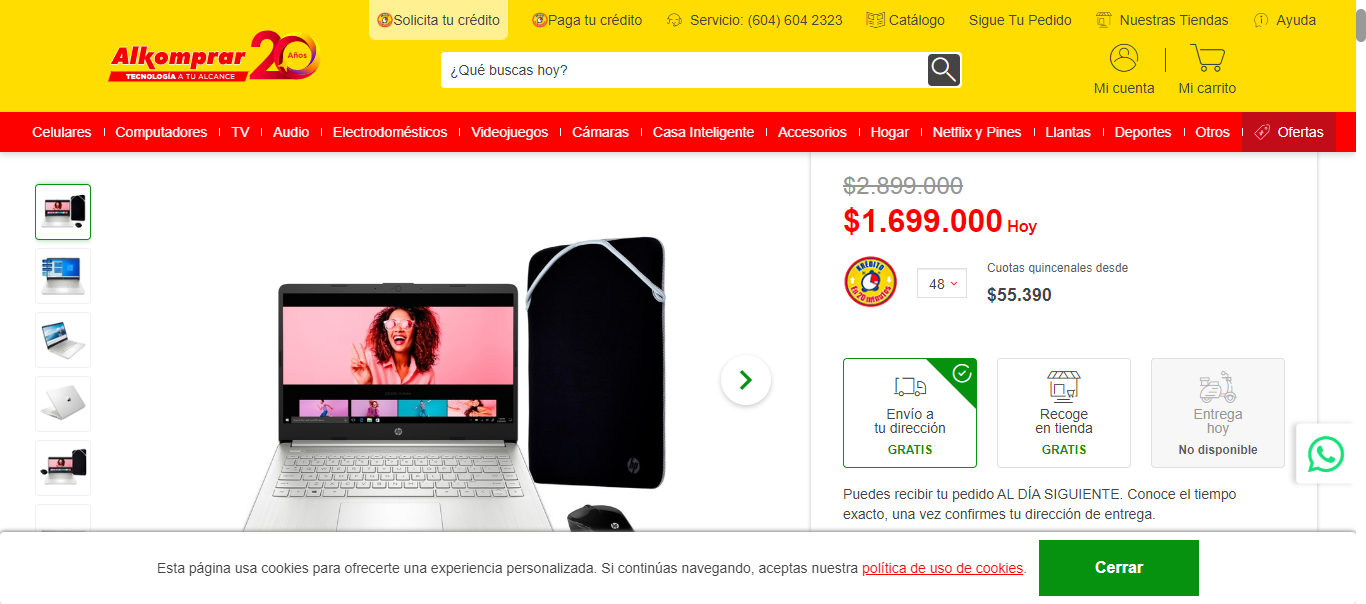 Solicita tu crédito
Paga tu crédito
Servicio: (604) 604 2323
Catálogo
Sigue Tu Pedido
Nuestras Tiendas
Ayuda
Alkomprar 20 Años
TECNOLOGÍA A TU ALCANCE
¿Qué buscas hoy?
Mi cuenta
Mi carrito
Celulares
Computadores
TV
Audio
Electrodomésticos
Videojuegos
Cámaras
Casa Inteligente
Accesorios
Hogar
Netflix y Pines
Llantas
Deportes
Otros
Ofertas
$2.899.000
$1.699.000 Hoy
KRÉDITO
En 20 minutos
48
Cuotas quincenales desde
$55.390
Envío a
tu dirección
GRATIS
Recoge
en tienda
GRATIS
Entrega
hoy
No disponible
Puedes recibir tu pedido AL DÍA SIGUIENTE. Conoce el tiempo
exacto, una vez confirmes tu dirección de entrega.
hp
hp
hp
Esta página usa cookies para ofrecerte una experiencia personalizada. Si continúas navegando, aceptas nuestra política de uso de cookies.
Cerrar